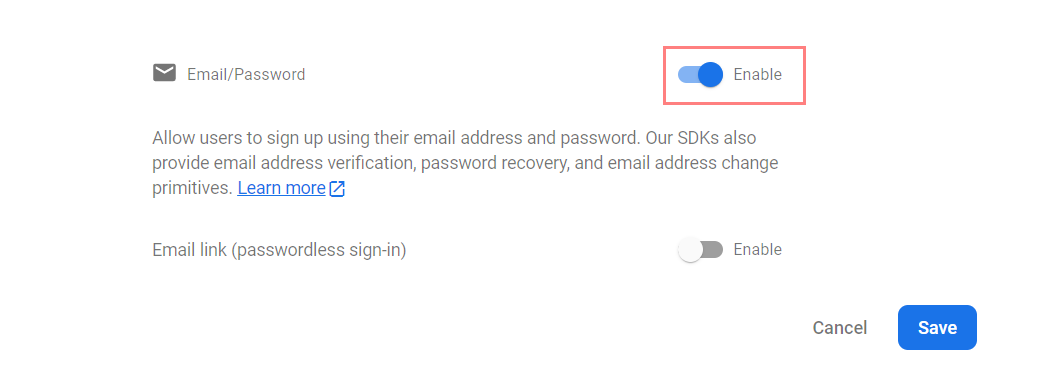 Email/Password
Enable
Allow users to sign up using their email address and password. Our SDKs also
provide email address verification, password recovery, and email address change
primitives. Learn more
Email link (passwordless sign-in)
Enable
Cancel
Save